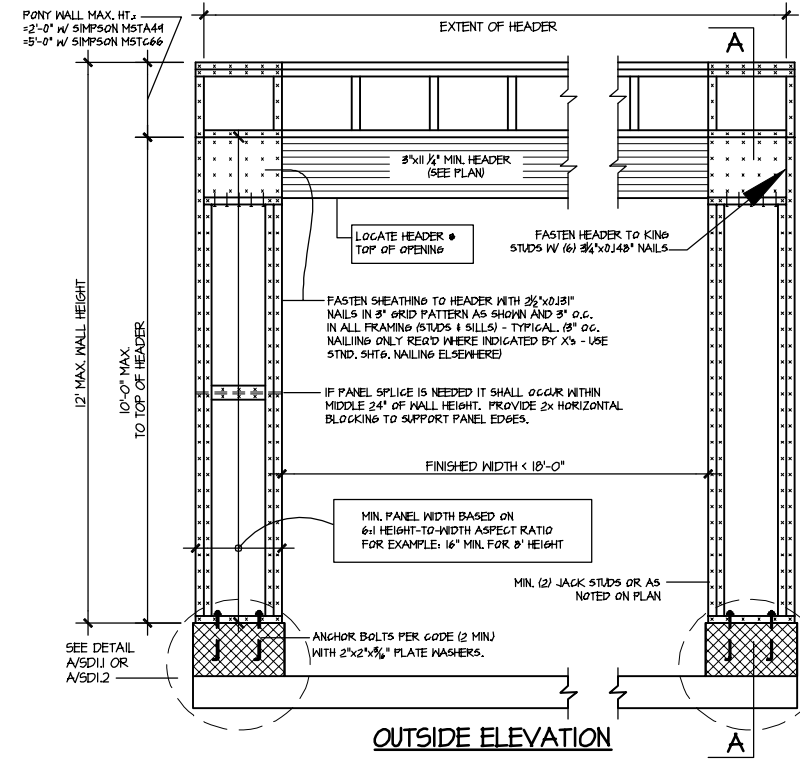 PONY WALL MAX. HT.:
=2'-0" W/ SIMPSON MSTA49
=5'-0" W/ SIMPSON MSTC66
EXTENT OF HEADER
A
3"x11 1/4" MIN. HEADER
(SEE PLAN)
LOCATE HEADER @
TOP OF OPENING
FASTEN HEADER TO KING
STUDS W/ (6) 3 1/4"x0.148" NAILS
FASTEN SHEATHING TO HEADER WITH 2 1/2"x0.131"
NAILS IN 3" GRID PATTERN AS SHOWN AND 3" O.C.
IN ALL FRAMING (STUDS & SILLS) - TYPICAL. (3" OC.
NAILIING ONLY REQ'D WHERE INDICATED BY X's - USE
STND. SHTG. NAILING ELSEWHERE)
12' MAX. WALL HEIGHT
10'-0" MAX.
TO TOP OF HEADER
IF PANEL SPLICE IS NEEDED IT SHALL OCCUR WITHIN
MIDDLE 24" OF WALL HEIGHT. PROVIDE 2x HORIZONTAL
BLOCKING TO SUPPORT PANEL EDGES.
FINISHED WIDTH < 18'-0"
MIN. PANEL WIDTH BASED ON
6:1 HEIGHT-TO-WIDTH ASPECT RATIO
FOR EXAMPLE: 16" MIN. FOR 8' HEIGHT
MIN. (2) JACK STUDS OR AS
NOTED ON PLAN
SEE DETAIL
A/SD1.1 OR
A/SD1.2
ANCHOR BOLTS PER CODE (2 MIN.)
WITH 2"x2"x3/16" PLATE WASHERS.
OUTSIDE ELEVATION
A